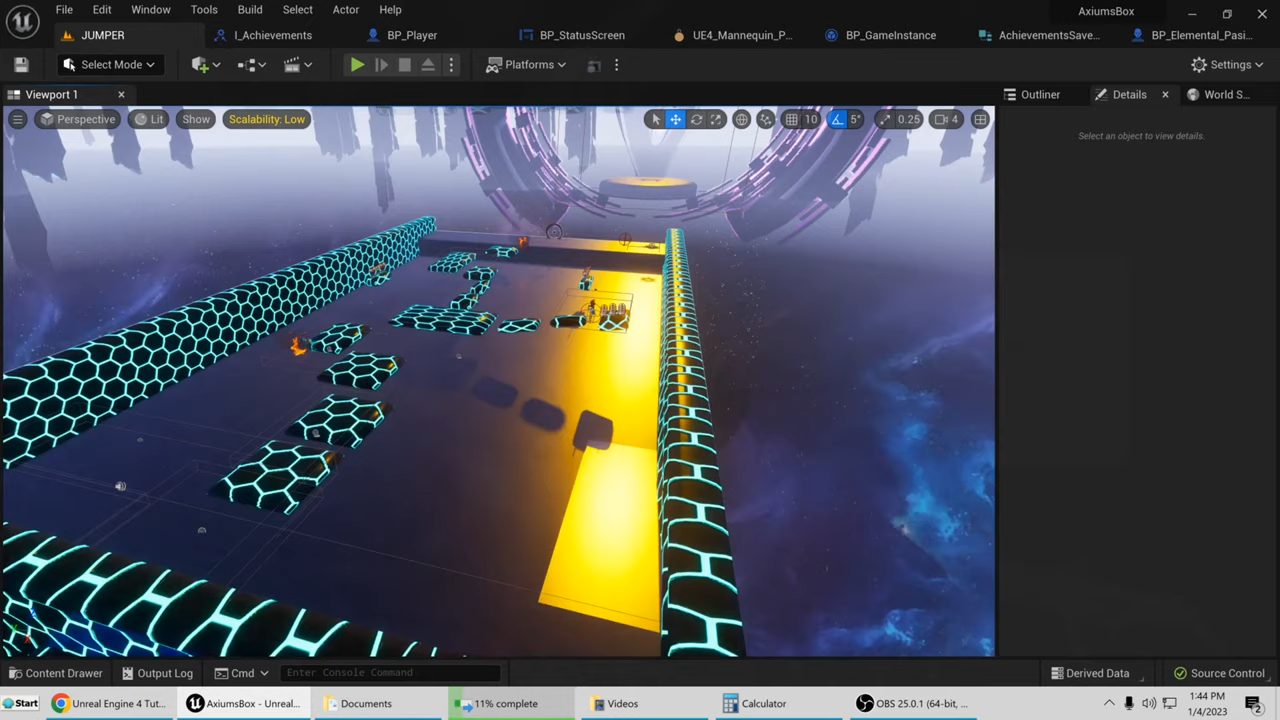 File Edit Window Tools Build Select Actor Help
AxiumsBox
JUMPER I_Achievements BP_Player BP_StatusScreen UE4_Mannequin_P... BP_GameInstance AchievementsSave... BP_Elemental_Pasi...
Select Mode Platforms Settings
Viewport 1 Outliner Details World S...
Perspective Lit Show Scalability: Low 10 5° 0.25 4
Select an object to view details.
Content Drawer Output Log Cmd Enter Console Command Derived Data Source Control
Start Unreal Engine 4 Tut... AxiumsBox - Unreal... Documents 11% complete Videos Calculator OBS 25.0.1 (64-bit, ... 1:44 PM
1/4/2023 2